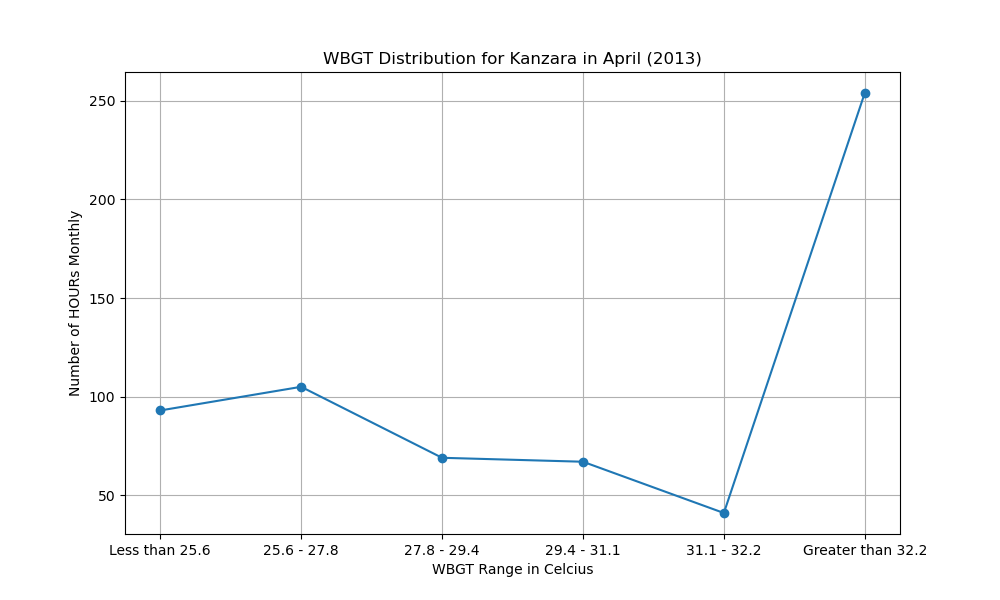 WBGT Distribution for Kanzara in April (2013)
Number of HOURs Monthly
250
200
150
100
50
Less than 25.6
25.6 - 27.8
27.8 - 29.4
29.4 - 31.1
31.1 - 32.2
Greater than 32.2
WBGT Range in Celcius